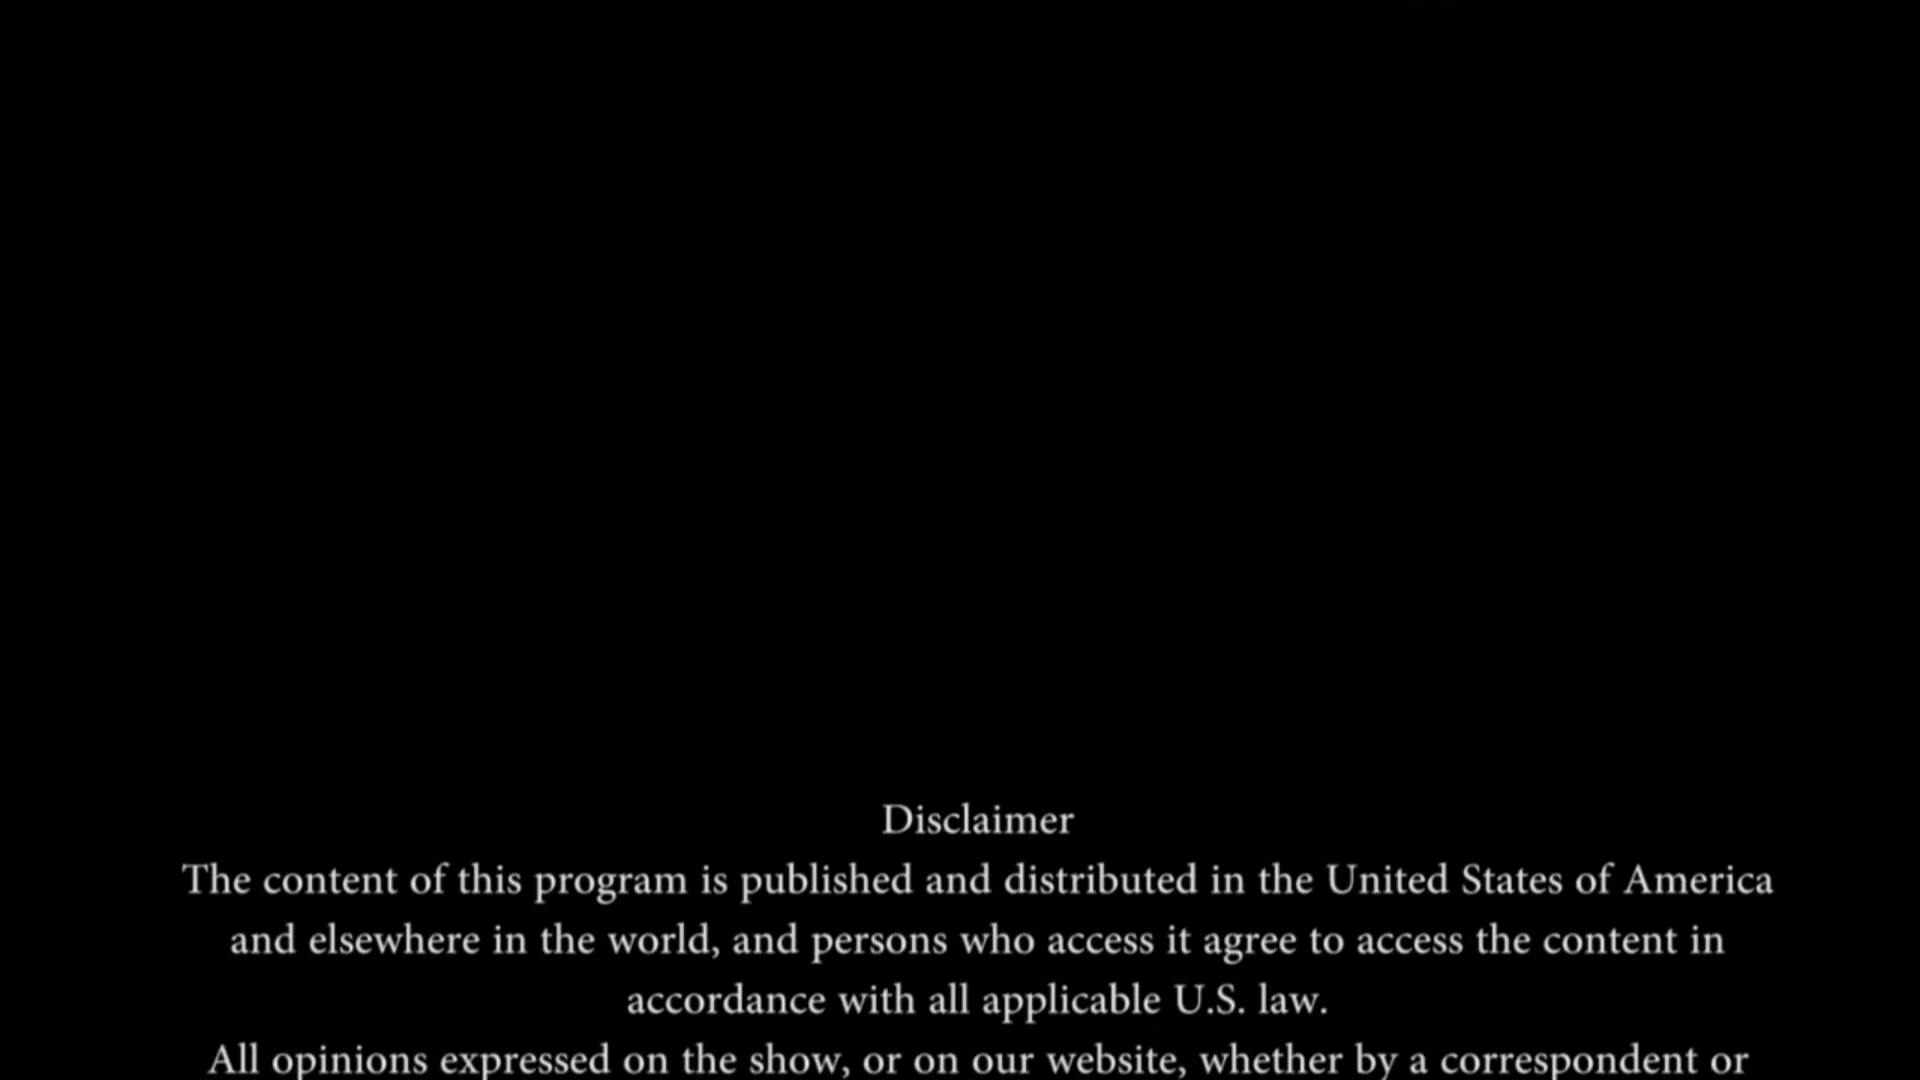 Disclaimer
The content of this program is published and distributed in the United States of America
and elsewhere in the world, and persons who access it agree to access the content in
accordance with all applicable U.S. law.
All opinions expressed on the show, or on our website, whether by a correspondent or